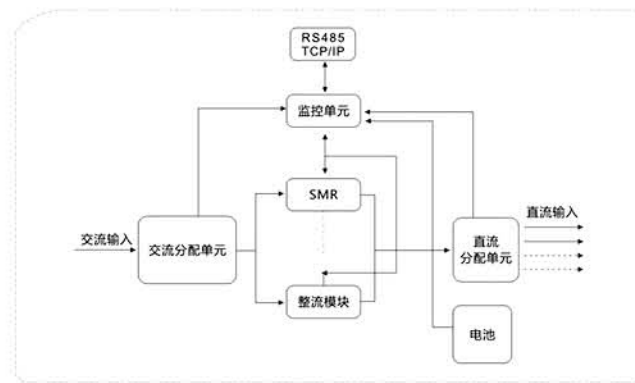 RS485
TCP/IP
监控单元
SMR
交流输入
交流分配单元
直流输入
直流
分配单元
整流模块
电池